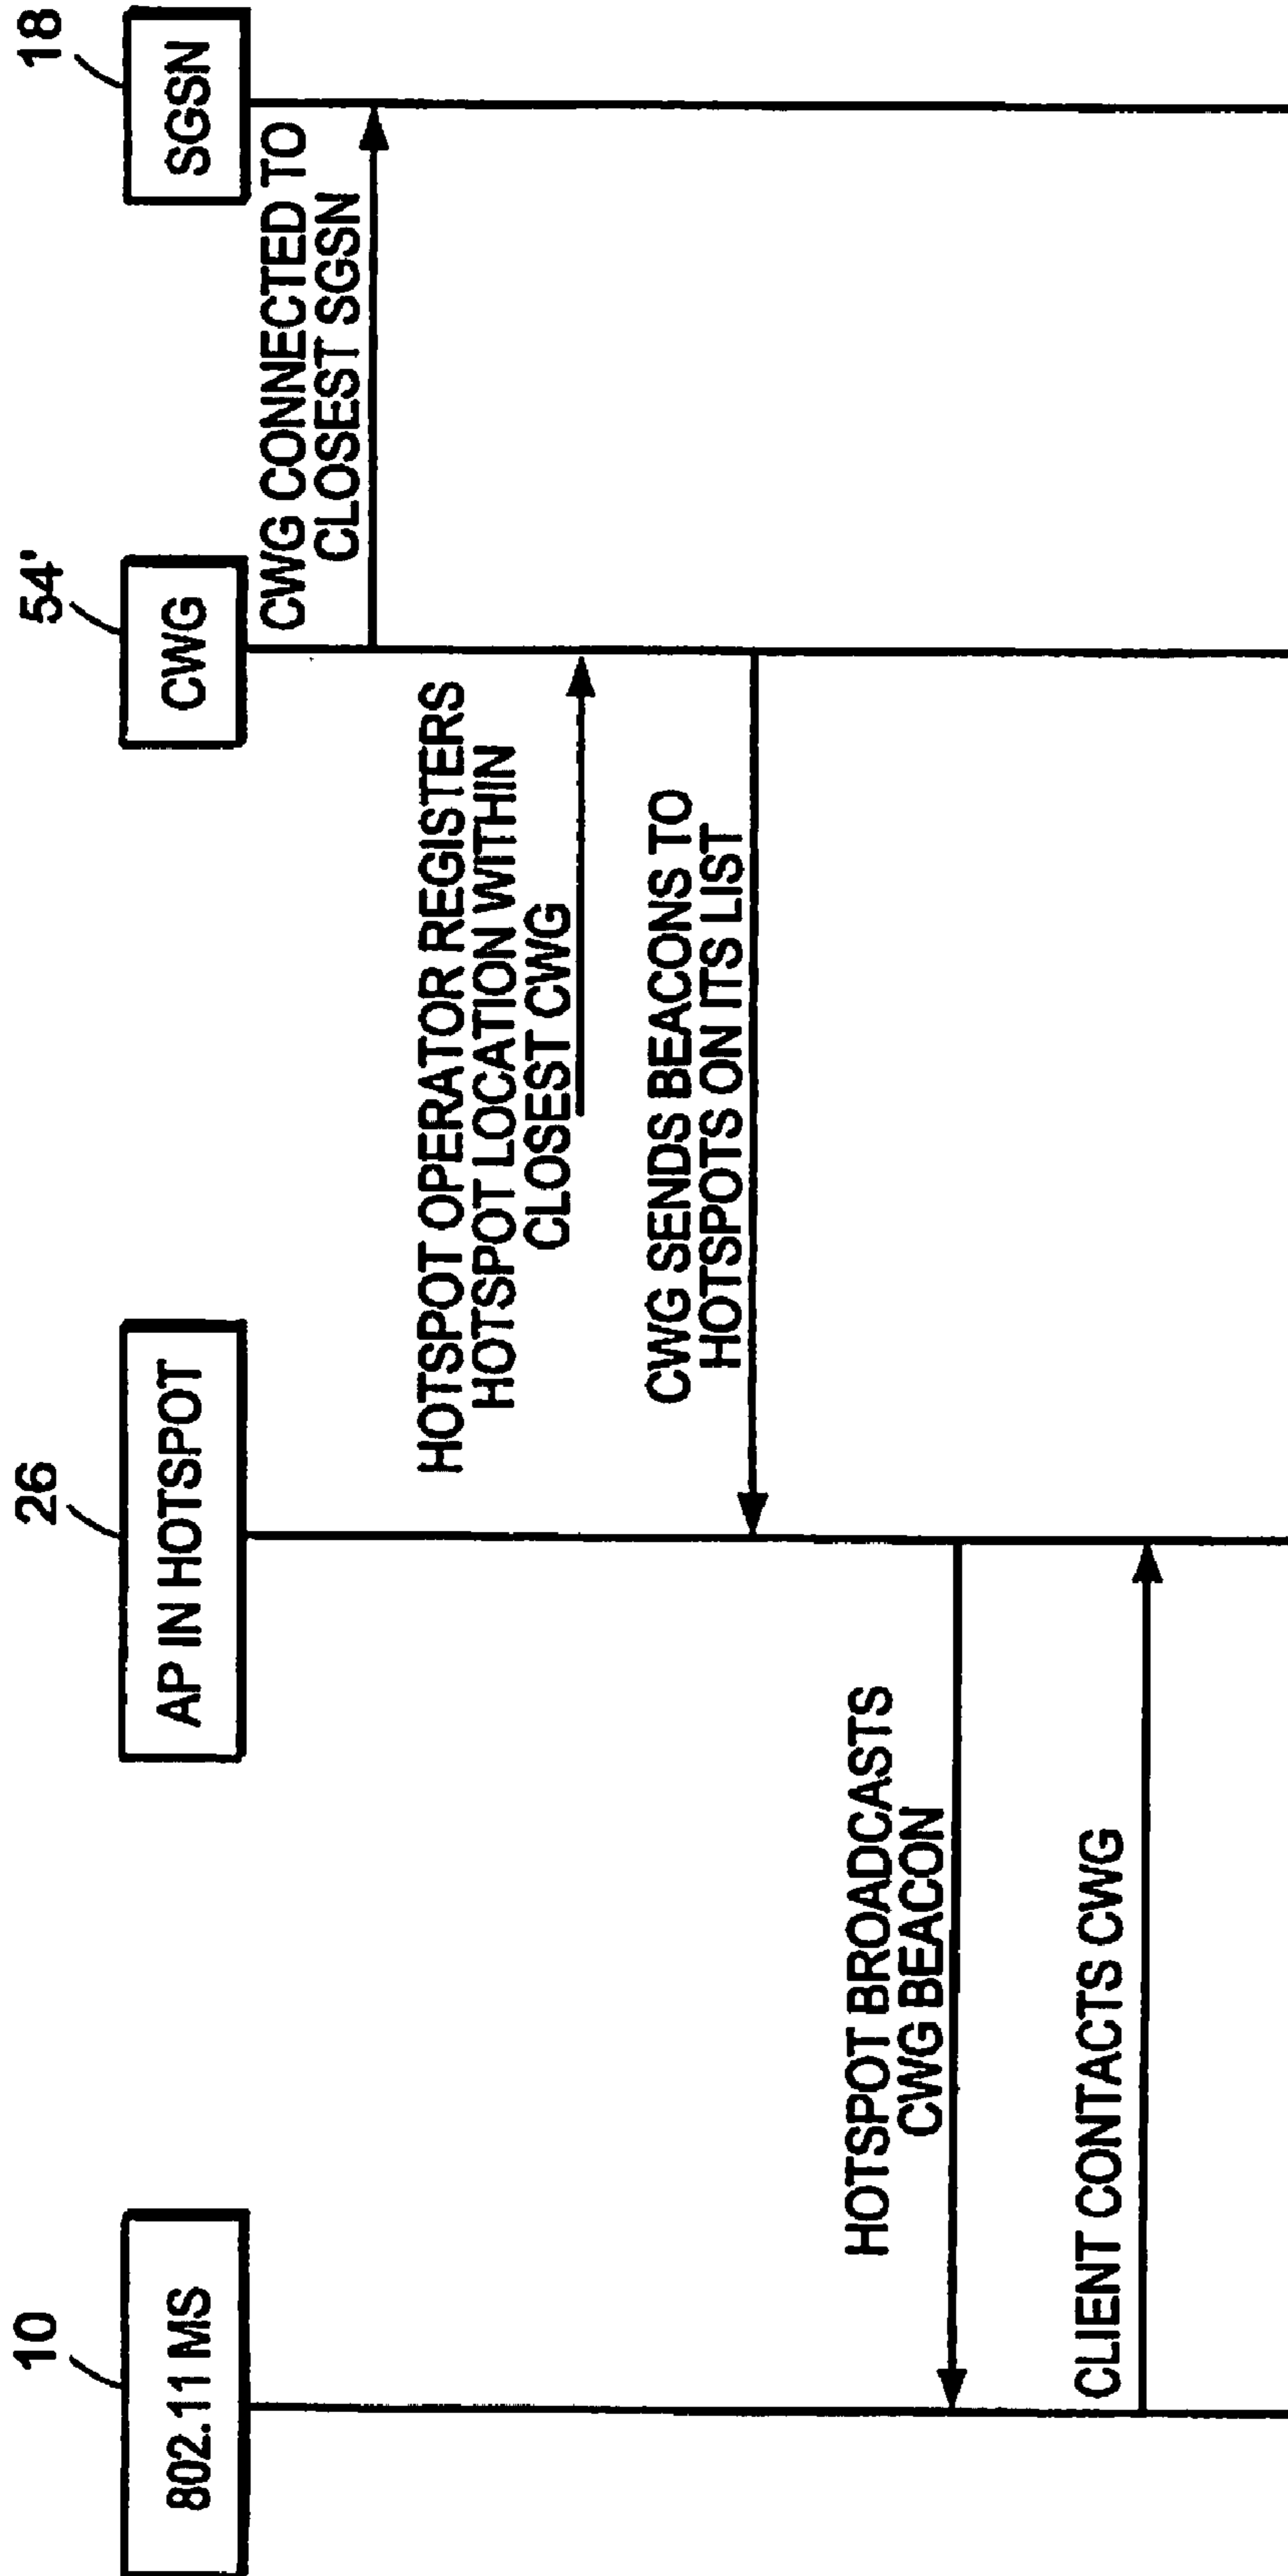 10
802.11 MS
26
AP IN HOTSPOT
54'
CWG
18
SGSN
CWG CONNECTED TO
CLOSEST SGSN
HOTSPOT OPERATOR REGISTERS
HOTSPOT LOCATION WITHIN
CLOSEST CWG
CWG SENDS BEACONS TO
HOTSPOTS ON ITS LIST
HOTSPOT BROADCASTS
CWG BEACON
CLIENT CONTACTS CWG